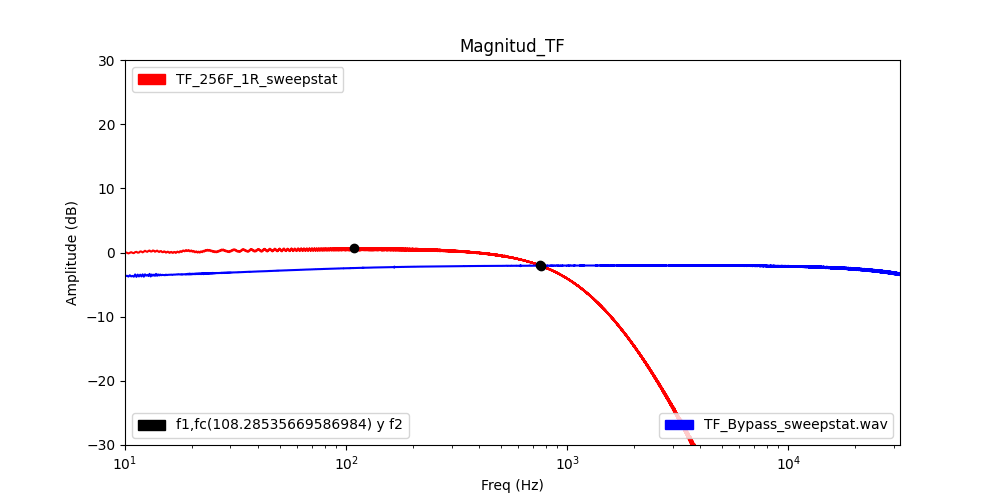 Magnitud_TF
30
TF_256F_1R_sweepstat
20
10
0
Amplitude (dB)
−10
−20
−30
f1,fc(108.28535669586984) y f2
TF_Bypass_sweepstat.wav
10¹ 10² 10³ 10⁴
Freq (Hz)